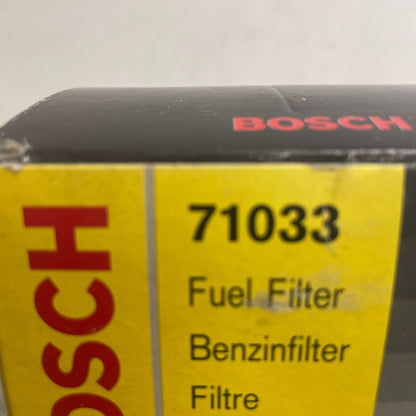 BOSCH
BOSCH
71033
Fuel Filter
Benzinfilter
Filtre